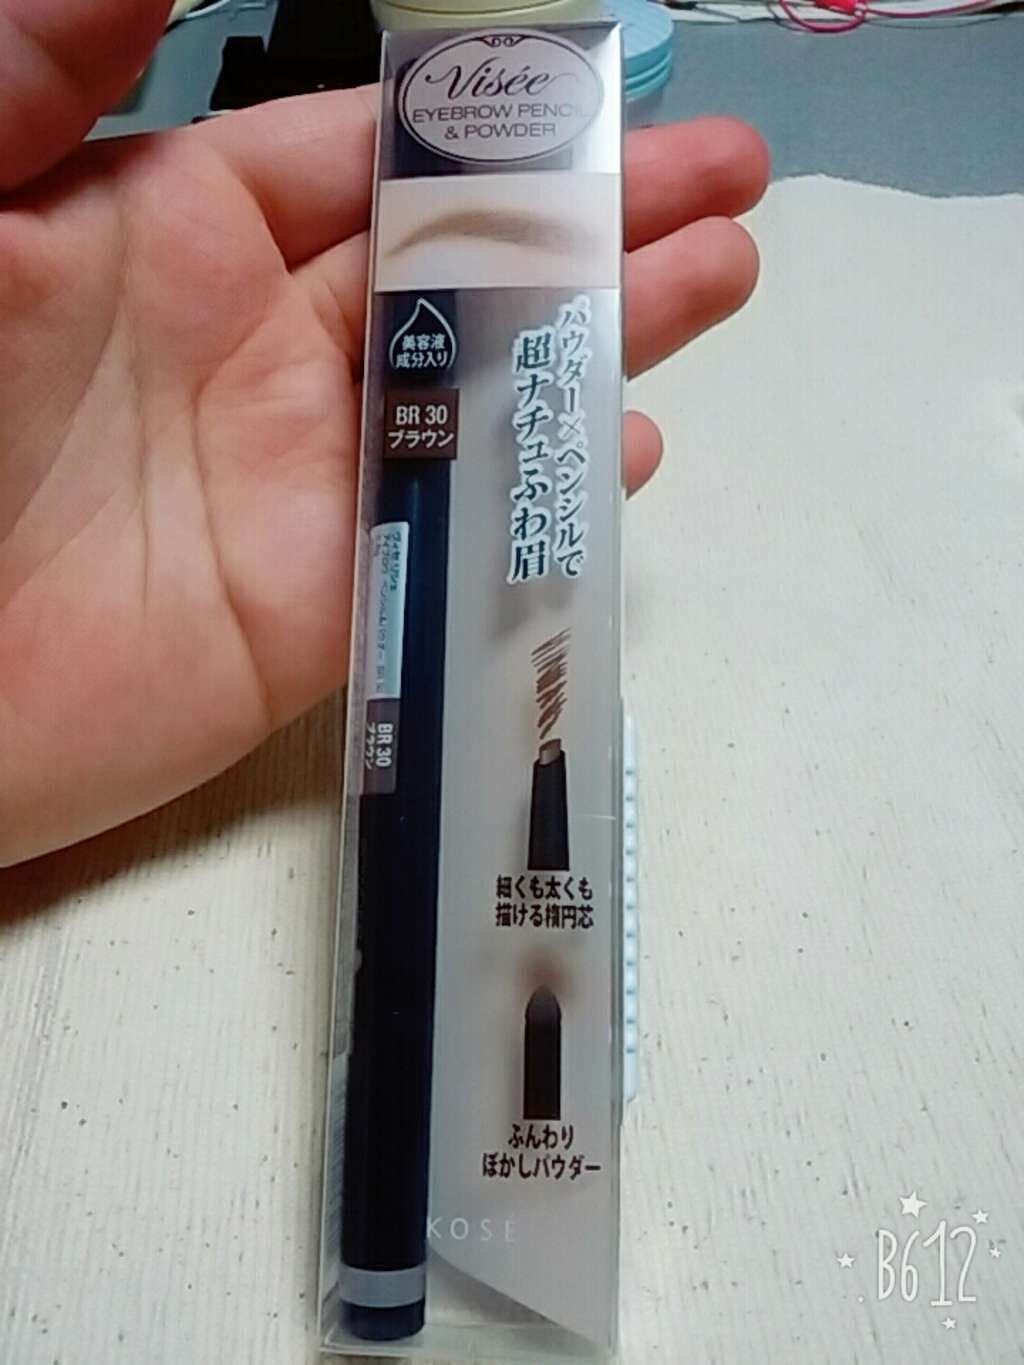 Visée
EYEBROW PENCIL
& POWDER
美容液
成分入り
BR 30
ブラウン
パウダー×ペンシルで
超ナチュふわ眉
BR 30
ブラウン
細くも太くも
描ける楕円芯
ふんわり
ぼかしパウダー
KOSÉ
B612